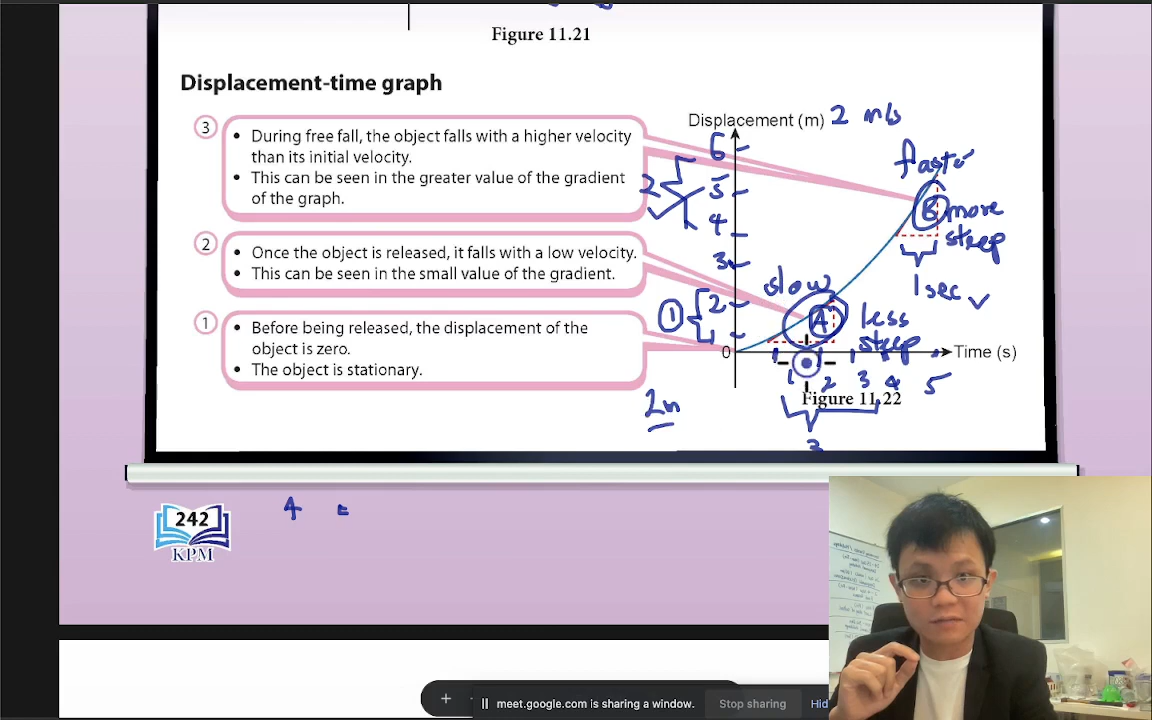 Figure 11.21
Displacement-time graph
3
• During free fall, the object falls with a higher velocity
than its initial velocity.
• This can be seen in the greater value of the gradient
of the graph.
2
• Once the object is released, it falls with a low velocity.
• This can be seen in the small value of the gradient.
1
• Before being released, the displacement of the
object is zero.
• The object is stationary.
Displacement (m) 2 m/s
6
5
4
3
2
1
0
2
1
faster
B more
steep
1 sec
slow
A
less
steep
Time (s)
1 2 3 4 5
Figure 11.22
3
2m
242
KPM
4 =
meet.google.com is sharing a window.
Stop sharing
Hid